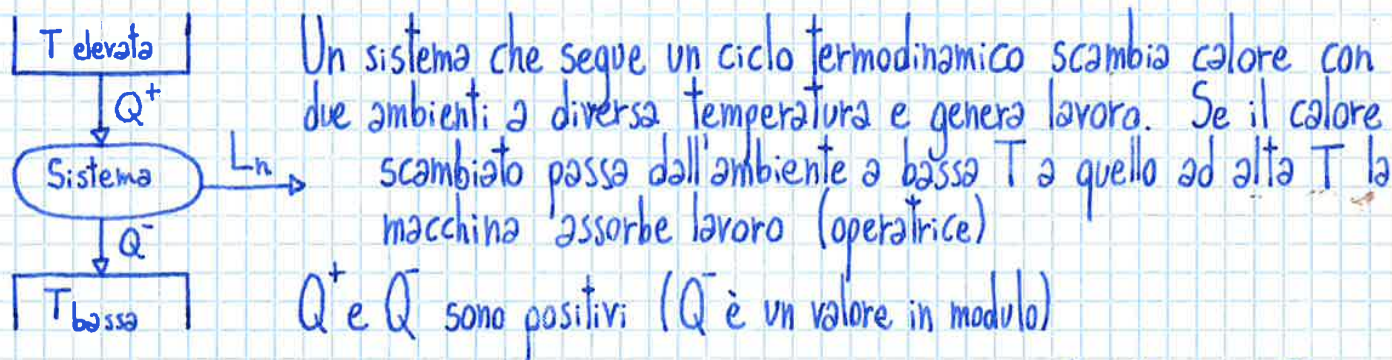 T elevata
Q⁺
Sistema
Lₙ
Q⁻
T bassa
Un sistema che segue un ciclo termodinamico scambia calore con
due ambienti a diversa temperatura e genera lavoro. Se il calore
scambiato passa dall'ambiente a bassa T a quello ad alta T la
macchina assorbe lavoro (operatrice)
Q⁺ e Q⁻ sono positivi (Q⁻ è un valore in modulo)